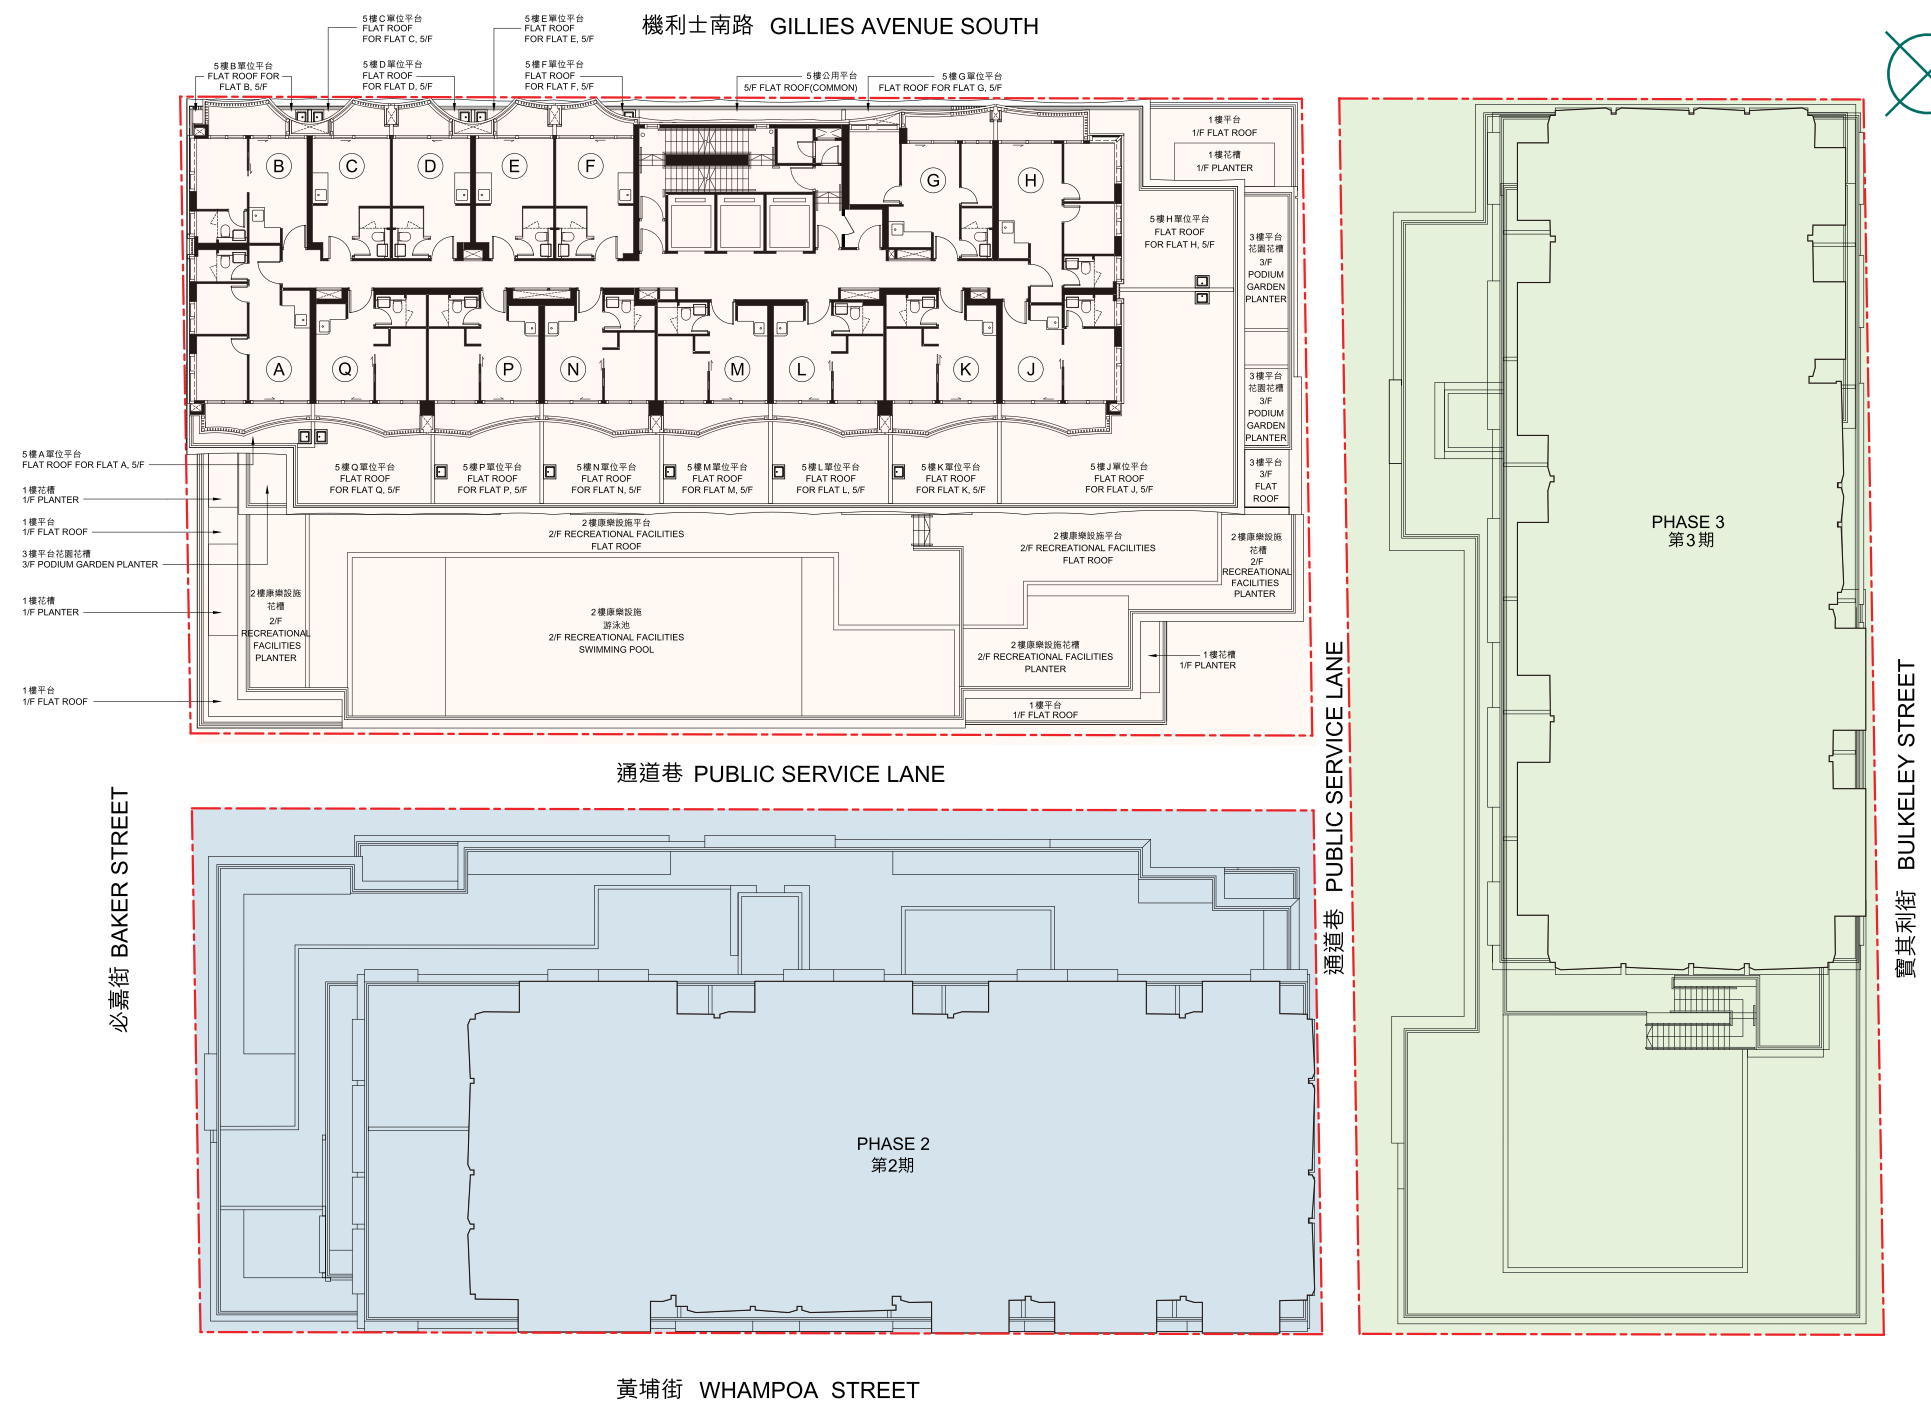 機利士南路 GILLIES AVENUE SOUTH
5樓C單位平台
FLAT ROOF
FOR FLAT C, 5/F
5樓E單位平台
FLAT ROOF
FOR FLAT E, 5/F
5樓B單位平台
FLAT ROOF FOR
FLAT B, 5/F
5樓D單位平台
FLAT ROOF
FOR FLAT D, 5/F
5樓F單位平台
FLAT ROOF
FOR FLAT F, 5/F
5樓公用平台
5/F FLAT ROOF(COMMON)
5樓G單位平台
FLAT ROOF FOR FLAT G, 5/F
1樓平台
1/F FLAT ROOF
1樓花槽
1/F PLANTER
B
C
D
E
F
G
H
5樓H單位平台
FLAT ROOF
FOR FLAT H, 5/F
3樓平台
花園花槽
3/F
PODIUM
GARDEN
PLANTER
A
Q
P
N
M
L
K
J
3樓平台
花園花槽
3/F
PODIUM
GARDEN
PLANTER
5樓A單位平台
FLAT ROOF FOR FLAT A, 5/F
5樓Q單位平台
FLAT ROOF
FOR FLAT Q, 5/F
5樓P單位平台
FLAT ROOF
FOR FLAT P, 5/F
5樓N單位平台
FLAT ROOF
FOR FLAT N, 5/F
5樓M單位平台
FLAT ROOF
FOR FLAT M, 5/F
5樓L單位平台
FLAT ROOF
FOR FLAT L, 5/F
5樓K單位平台
FLAT ROOF
FOR FLAT K, 5/F
5樓J單位平台
FLAT ROOF
FOR FLAT J, 5/F
3樓平台
3/F
FLAT
ROOF
1樓花槽
1/F PLANTER
1樓平台
1/F FLAT ROOF
3樓平台花園花槽
3/F PODIUM GARDEN PLANTER
1樓花槽
1/F PLANTER
1樓平台
1/F FLAT ROOF
2樓康樂設施平台
2/F RECREATIONAL FACILITIES
FLAT ROOF
2樓康樂設施平台
2/F RECREATIONAL FACILITIES
FLAT ROOF
2樓康樂設施
花槽
2/F
RECREATIONAL
FACILITIES
PLANTER
2樓康樂設施
花槽
2/F
RECREATIONAL
FACILITIES
PLANTER
2樓康樂設施
游泳池
2/F RECREATIONAL FACILITIES
SWIMMING POOL
2樓康樂設施花槽
2/F RECREATIONAL FACILITIES
PLANTER
1樓花槽
1/F PLANTER
1樓平台
1/F FLAT ROOF
PHASE 3
第3期
通道巷 PUBLIC SERVICE LANE
通道巷 PUBLIC SERVICE LANE
必嘉街 BAKER STREET
寶其利街 BULKELEY STREET
PHASE 2
第2期
黃埔街 WHAMPOA STREET